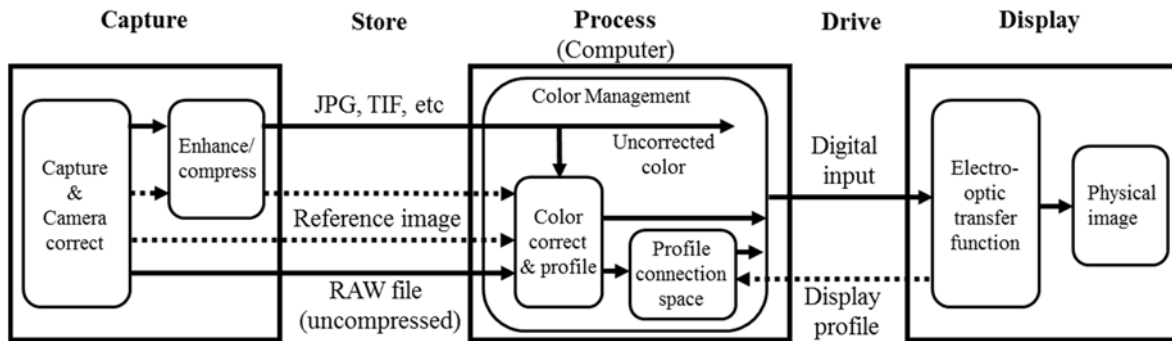 Capture
Store
Process
Drive
Display
(Computer)
Capture
&
Camera
correct
Enhance/
compress
JPG, TIF, etc
Reference image
RAW file
(uncompressed)
Color Management
Uncorrected
color
Color
correct
& profile
Profile
connection
space
Digital
input
Display
profile
Electro-
optic
transfer
function
Physical
image